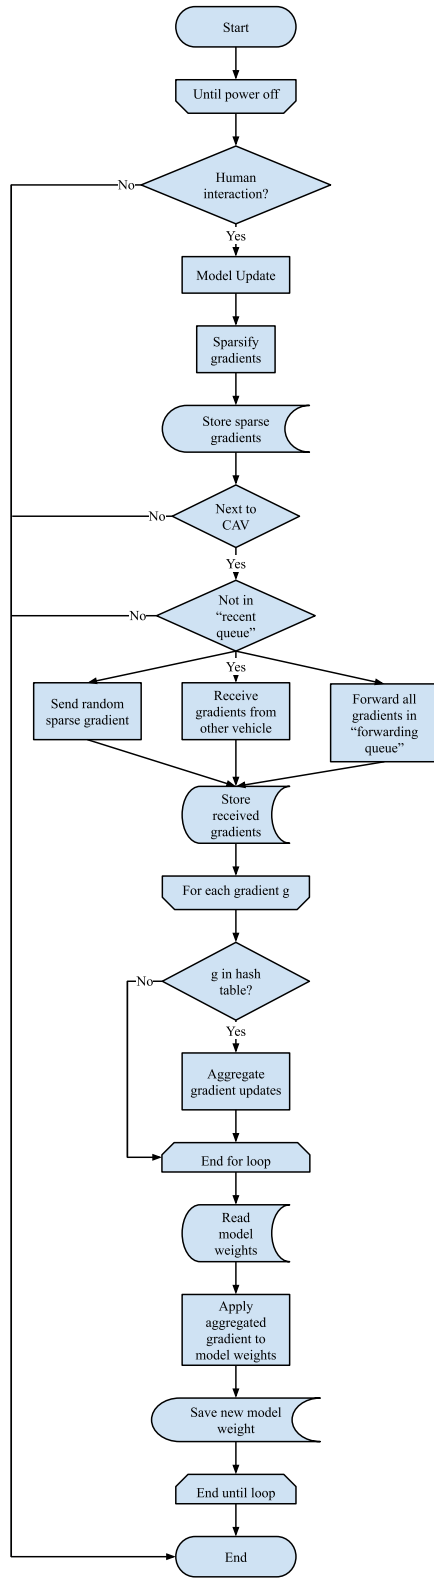 Start
Until power off
Human
interaction?
No
Yes
Model Update
Sparsify
gradients
Store sparse
gradients
Next to
CAV
No
Yes
Not in
“recent
queue”
No
Yes
Send random
sparse gradient
Receive
gradients from
other vehicle
Forward all
gradients in
“forwarding
queue”
Store
received
gradients
For each gradient g
g in hash
table?
No
Yes
Aggregate
gradient updates
End for loop
Read
model
weights
Apply
aggregated
gradient to
model weights
Save new model
weight
End until loop
End